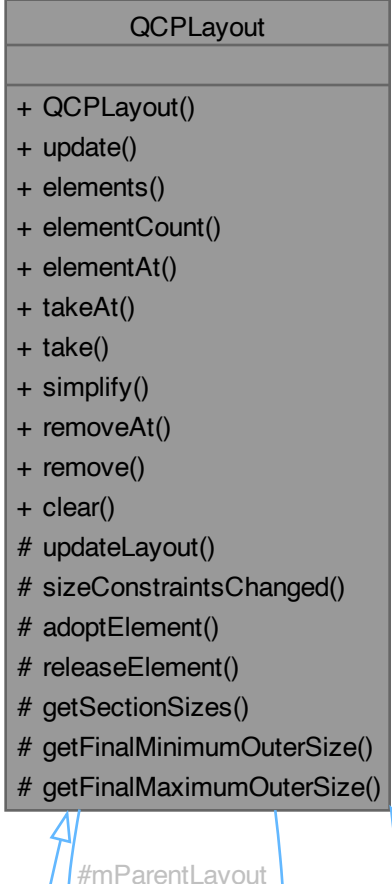 QCPLayout
+ QCPLayout()
+ update()
+ elements()
+ elementCount()
+ elementAt()
+ takeAt()
+ take()
+ simplify()
+ removeAt()
+ remove()
+ clear()
# updateLayout()
# sizeConstraintsChanged()
# adoptElement()
# releaseElement()
# getSectionSizes()
# getFinalMinimumOuterSize()
# getFinalMaximumOuterSize()
#mParentLayout